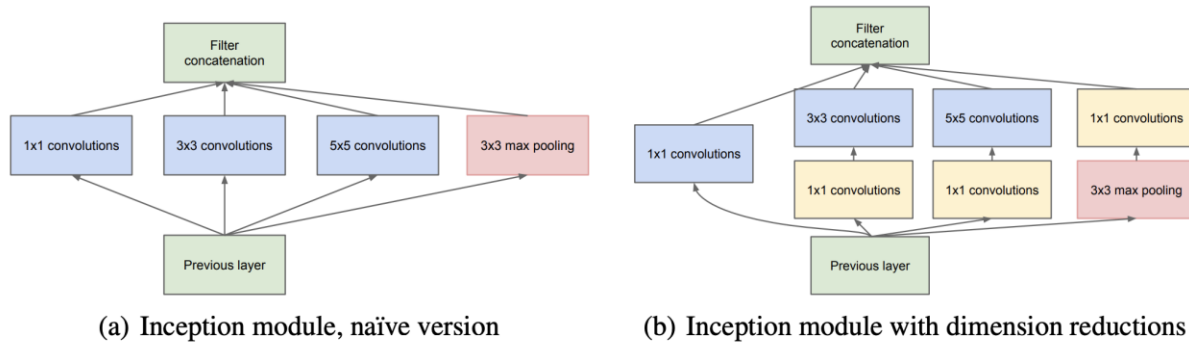 Filter
concatenation
1x1 convolutions
3x3 convolutions
5x5 convolutions
3x3 max pooling
Previous layer
(a) Inception module, naïve version
Filter
concatenation
3x3 convolutions
5x5 convolutions
1x1 convolutions
1x1 convolutions
1x1 convolutions
1x1 convolutions
3x3 max pooling
Previous layer
(b) Inception module with dimension reductions